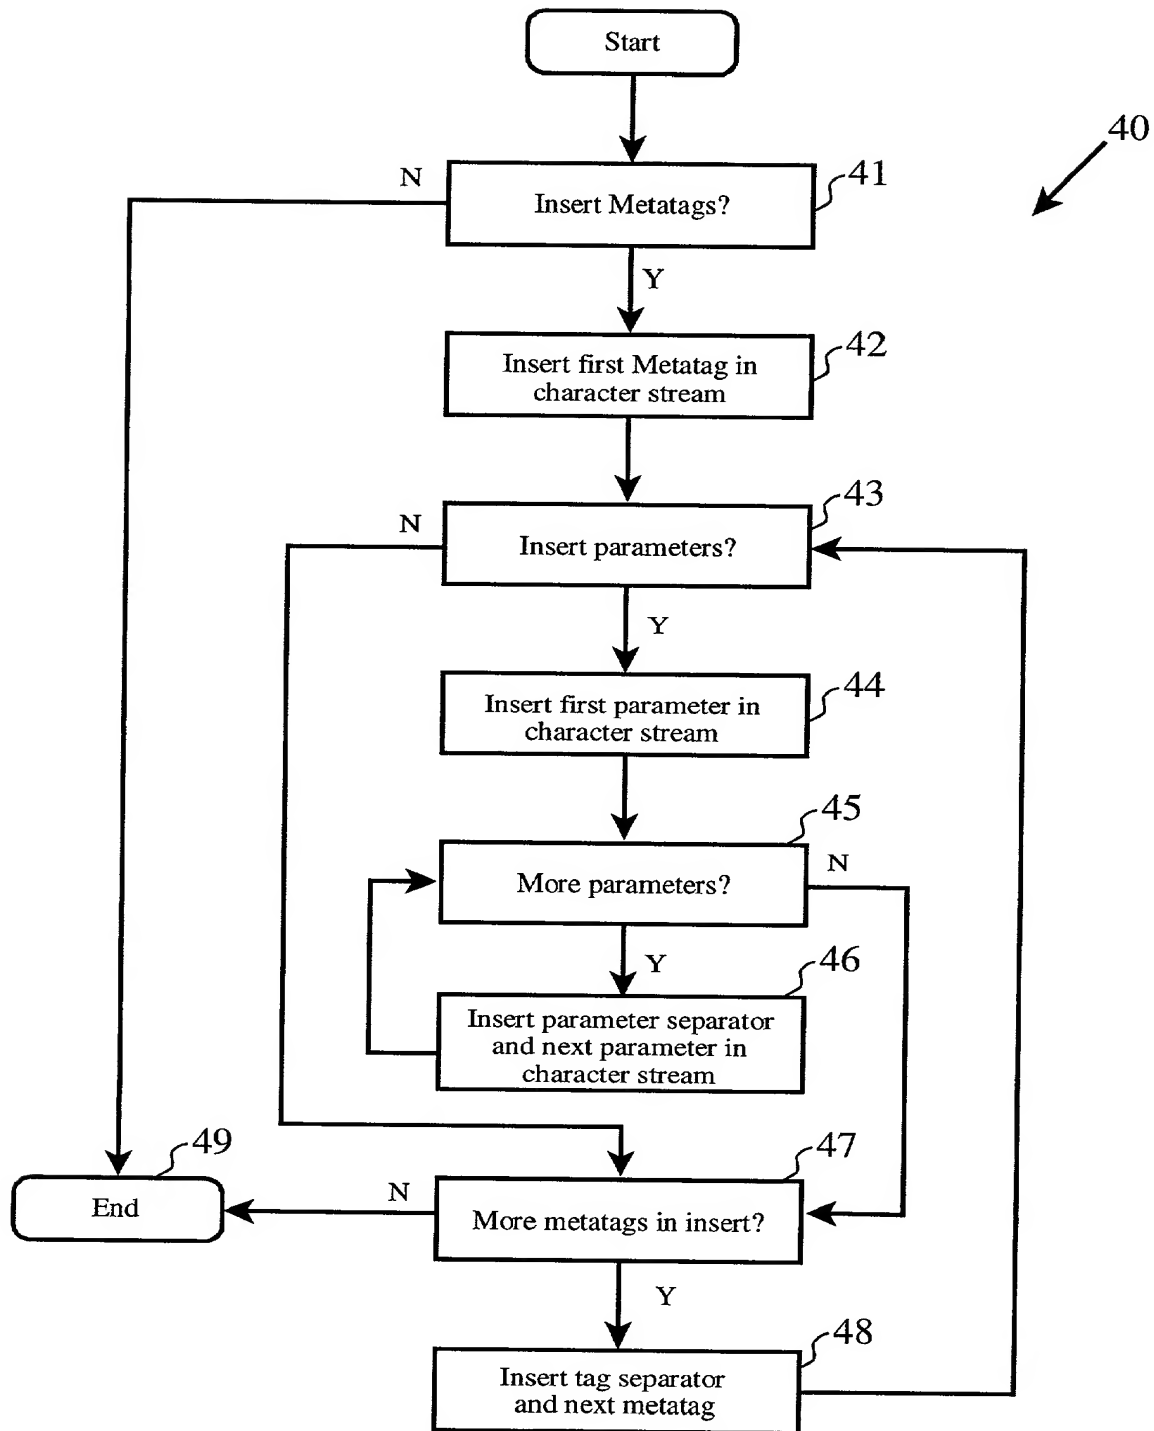 Start
40
N
41
Insert Metatags?
Y
42
Insert first Metatag in
character stream
43
N
Insert parameters?
Y
44
Insert first parameter in
character stream
45
N
More parameters?
Y
46
Insert parameter separator
and next parameter in
character stream
49
47
End
N
More metatags in insert?
Y
48
Insert tag separator
and next metatag